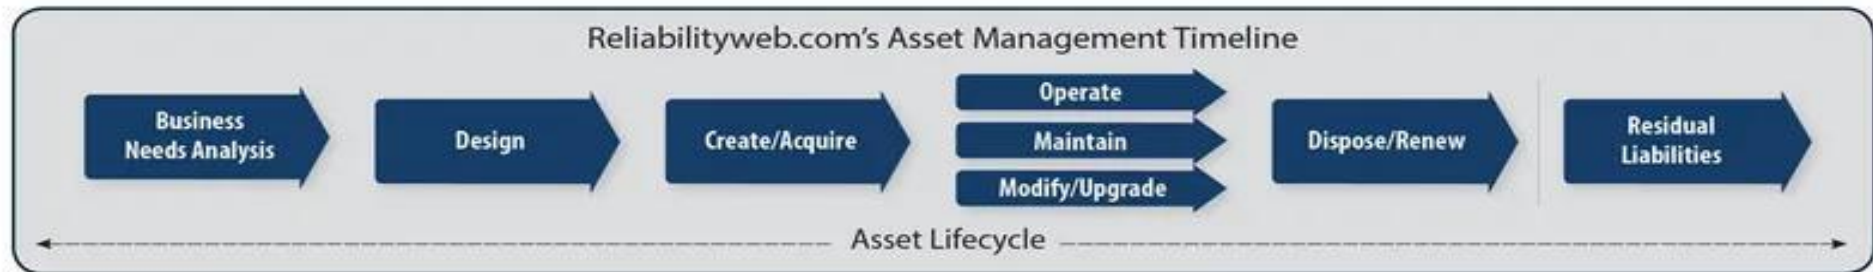 Reliabilityweb.com's Asset Management Timeline
Business
Needs Analysis
Design
Create/Acquire
Operate
Maintain
Modify/Upgrade
Dispose/Renew
Residual
Liabilities
Asset Lifecycle